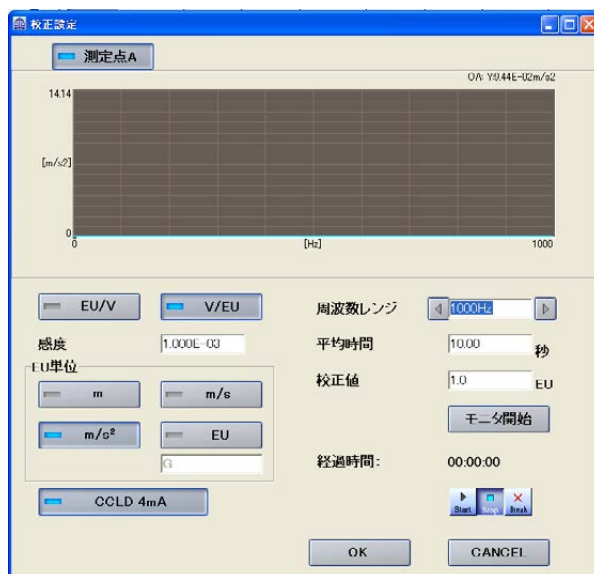 校正設定
測定点A
OA: Y:9.44E-02m/s2
14.14
[m/s2]
0
0
[Hz]
1000
EU/V
V/EU
感度
1.000E-03
EU単位
m
m/s
m/s²
EU
G
CCLD 4mA
周波数レンジ
1000Hz
平均時間
10.00
秒
校正値
1.0
EU
モニタ開始
経過時間:
00:00:00
Start
Stop
Break
OK
CANCEL